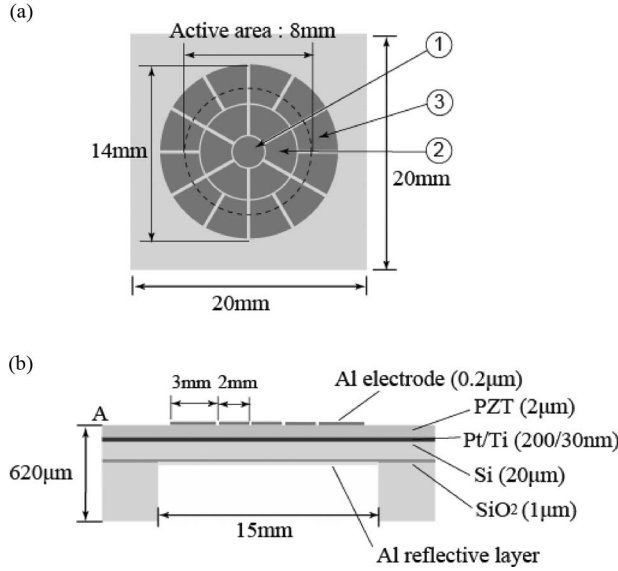 (a)
Active area : 8mm
1
3
14mm
2
20mm
20mm
(b)
3mm
2mm
Al electrode (0.2μm)
A
PZT (2μm)
Pt/Ti (200/30nm)
620μm
Si (20μm)
SiO2 (1μm)
15mm
Al reflective layer